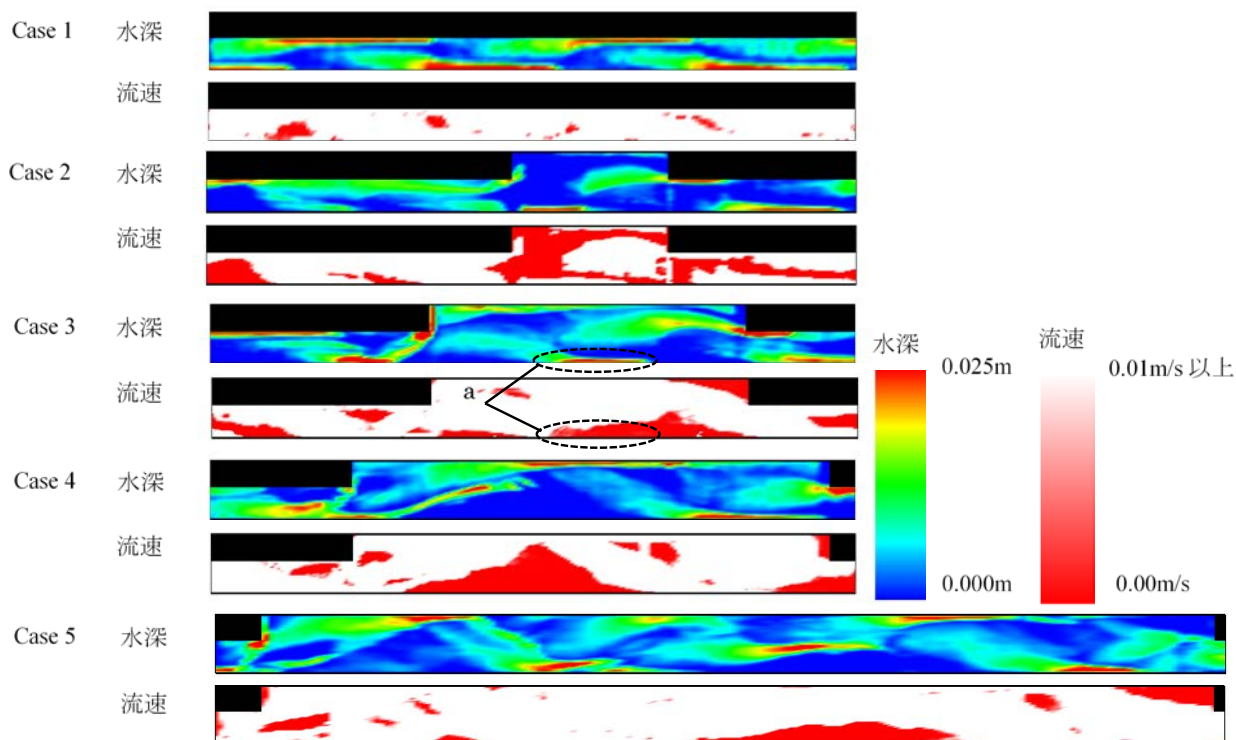 Case 1 水深
流速
Case 2 水深
流速
Case 3 水深
流速
a
Case 4 水深
流速
Case 5 水深
流速
水深
0.025m
0.000m
流速
0.01m/s 以上
0.00m/s